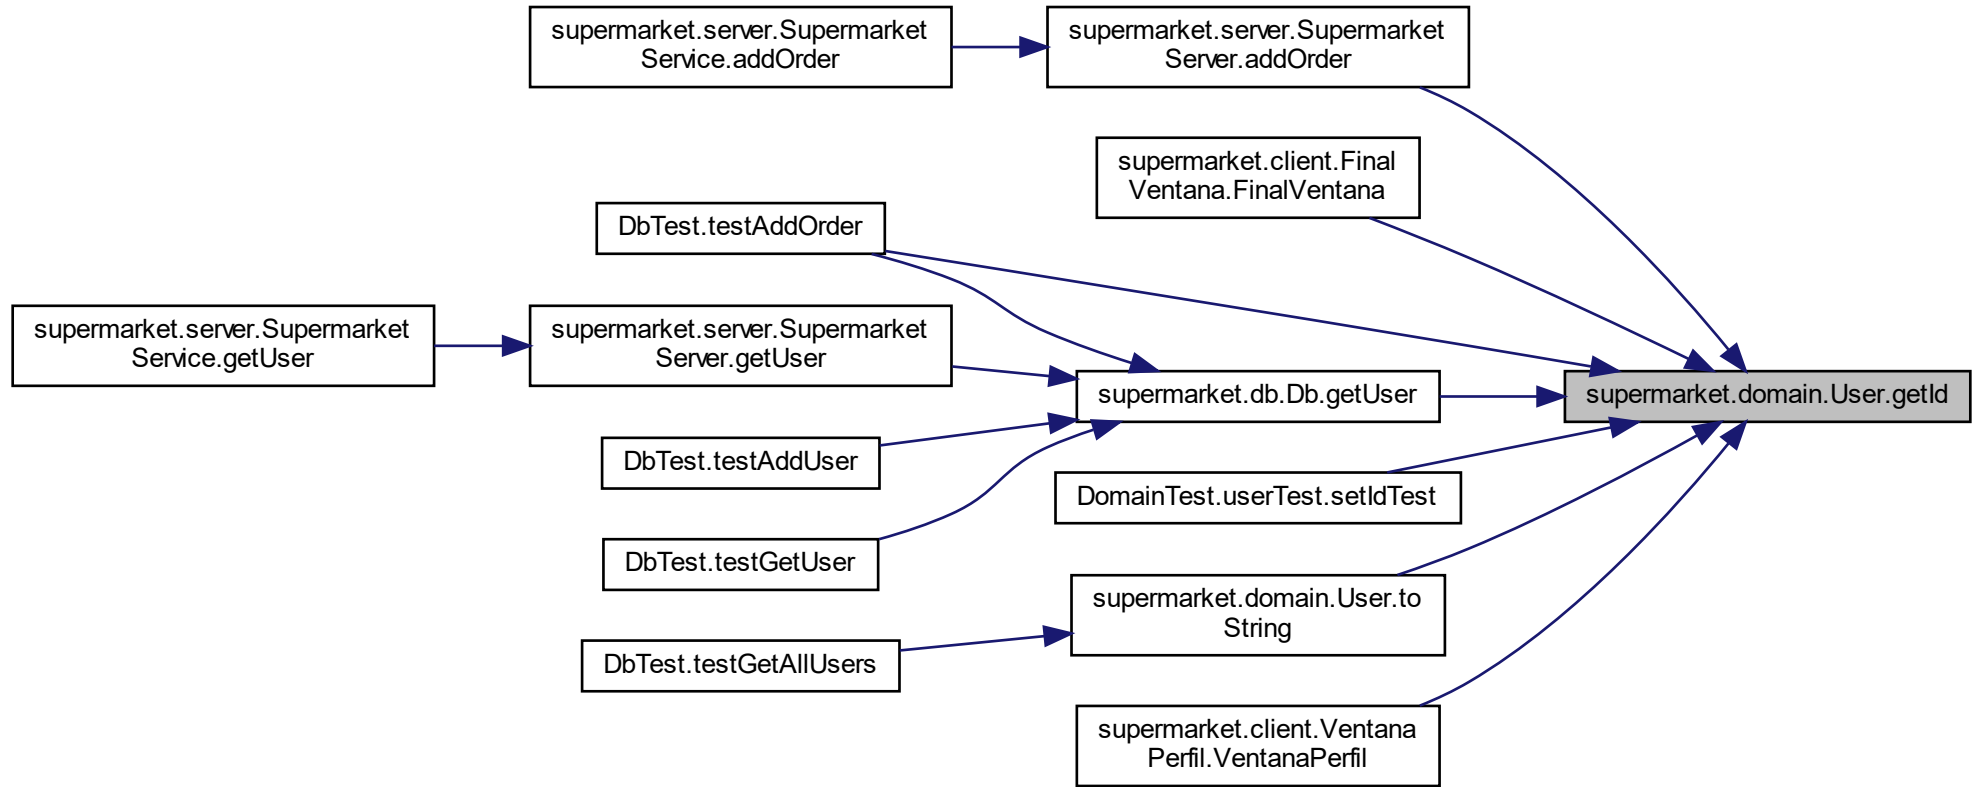 supermarket.server.Supermarket
Service.addOrder
supermarket.server.Supermarket
Server.addOrder
supermarket.client.Final
Ventana.FinalVentana
DbTest.testAddOrder
supermarket.server.Supermarket
Service.getUser
supermarket.server.Supermarket
Server.getUser
supermarket.db.Db.getUser
supermarket.domain.User.getId
DbTest.testAddUser
DomainTest.userTest.setIdTest
DbTest.testGetUser
supermarket.domain.User.to
String
DbTest.testGetAllUsers
supermarket.client.Ventana
Perfil.VentanaPerfil